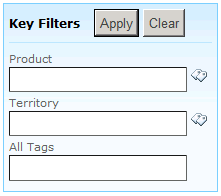 Key Filters Apply Clear
Product
Territory
All Tags